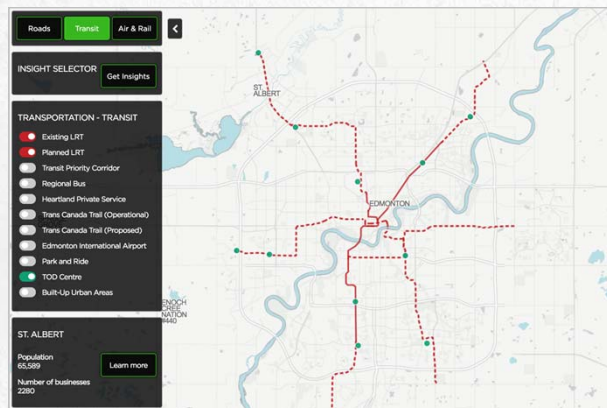 Roads
Transit
Air & Rail
INSIGHT SELECTOR
Get Insights
TRANSPORTATION - TRANSIT
Existing LRT
Planned LRT
Transit Priority Corridor
Regional Bus
Heartland Private Service
Trans Canada Trail (Operational)
Trans Canada Trail (Proposed)
Edmonton International Airport
Park and Ride
TOD Centre
Built-Up Urban Areas
ST. ALBERT
Population
65,589
Learn more
Number of businesses
2280
ST.
ALBERT
EDMONTON
ENOCH
CREE
NATION
#440